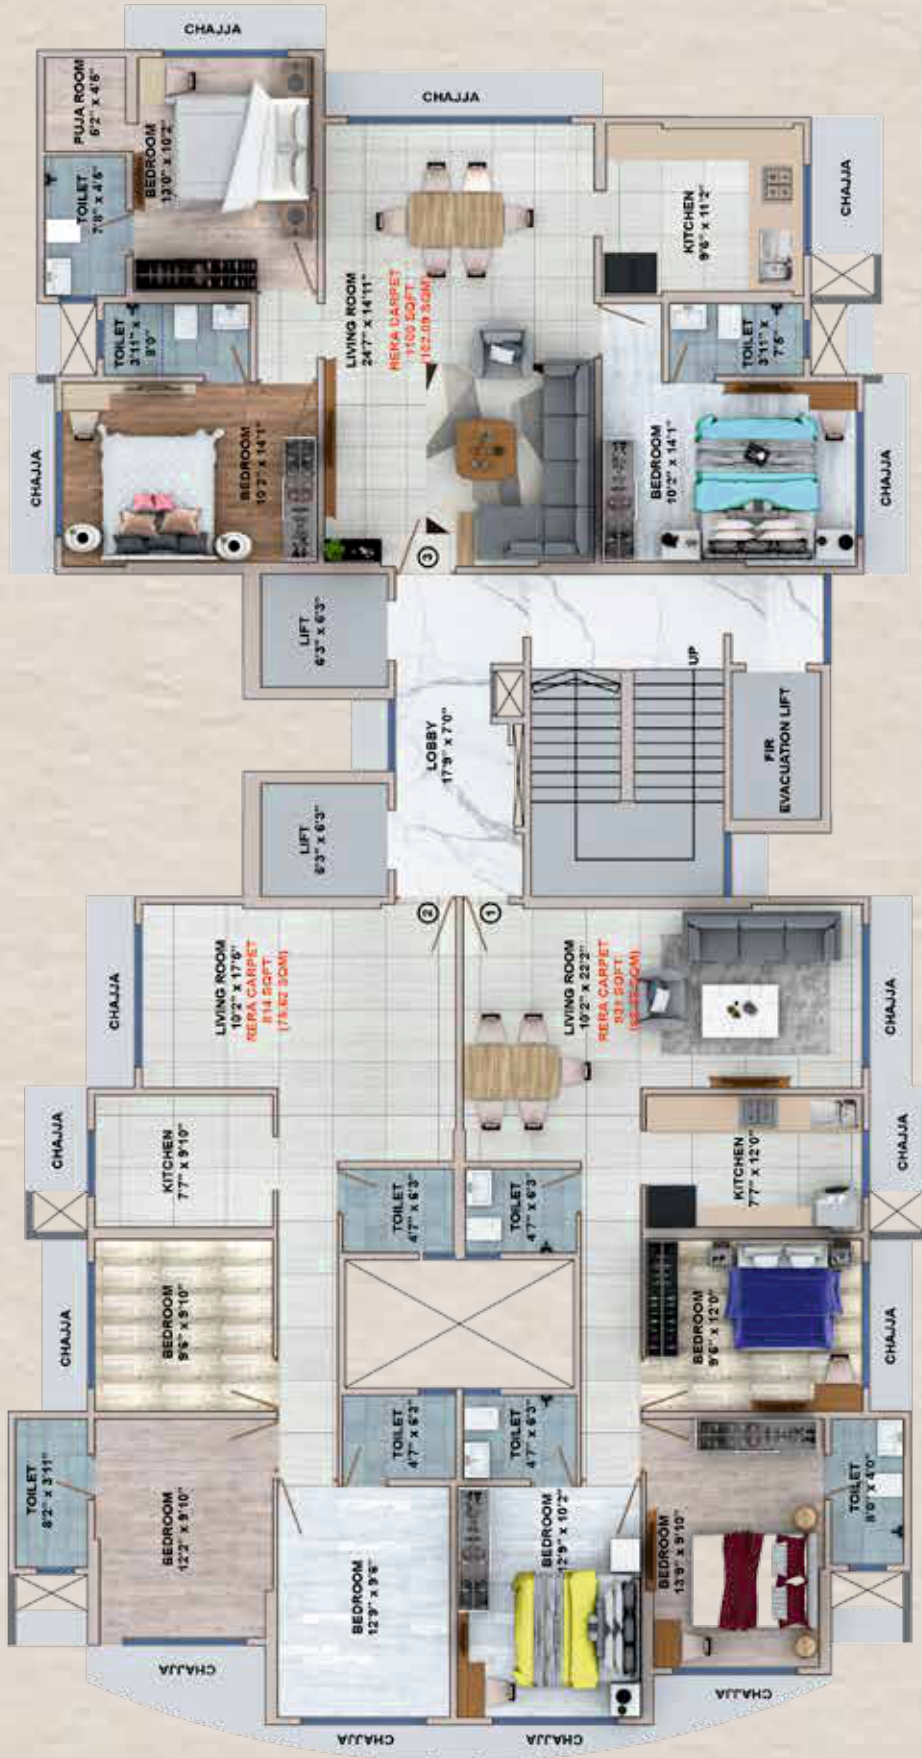 CHAJJA
CHAJJA
PUJA ROOM
6'2" x 4'6"
BEDROOM
13'0" x 10'2"
TOILET
7'8" x 4'6"
TOILET
3'11" x
8'0"
CHAJJA
BEDROOM
10'2" x 14'1"
LIVING ROOM
24'7" x 14'11"
RERA CARPET
1100 SQFT
(102.09 SQM)
KITCHEN
9'6" x 11'2"
CHAJJA
TOILET
3'11" x
7'5"
BEDROOM
10'2" x 14'1"
CHAJJA
3
LIFT
6'3" x 6'3"
LOBBY
17'9" x 7'0"
UP
FIR
EVACUATION LIFT
LIFT
6'3" x 6'3"
2
1
CHAJJA
LIVING ROOM
10'2" x 17'6"
RERA CARPET
814 SQFT
(75.62 SQM)
LIVING ROOM
10'2" x 22'2"
RERA CARPET
SQFT
CHAJJA
CHAJJA
KITCHEN
7'7" x 9'10"
TOILET
4'7" x 6'3"
TOILET
4'7" x 6'3"
KITCHEN
7'7" x 12'0"
CHAJJA
CHAJJA
BEDROOM
9'6" x 9'10"
BEDROOM
9'6" x 12'0"
CHAJJA
TOILET
8'2" x 3'11"
BEDROOM
12'2" x 9'10"
TOILET
4'7" x 6'3"
TOILET
4'7" x 6'3"
TOILET
8'0" x 4'0"
BEDROOM
12'9" x 9'6"
BEDROOM
12'9" x 10'2"
BEDROOM
13'9" x 9'10"
CHAJJA
CHAJJA
CHAJJA
CHAJJA